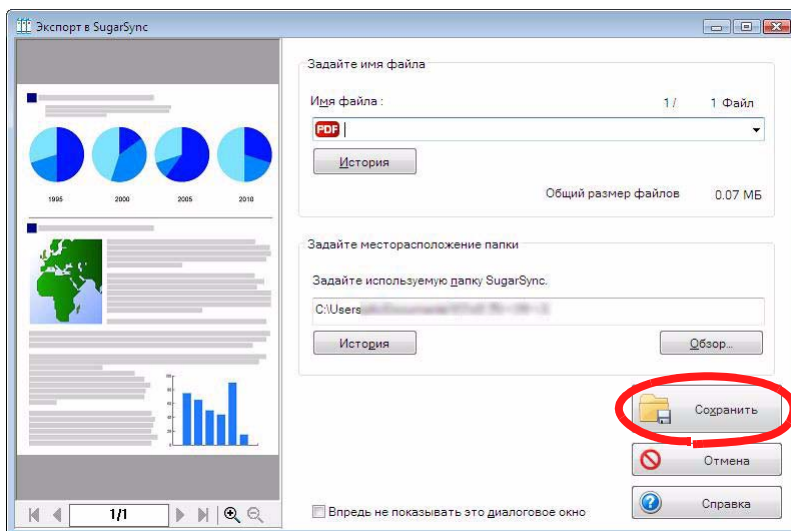 Экспорт в SugarSync
Задайте имя файла
Имя файла :
1 /
1 Файл
PDF
История
Общий размер файлов
0.07 МБ
Задайте месторасположение папки
Задайте используемую папку SugarSync.
C:\Users
История
Обзор...
Сохранить
Отмена
Справка
Впредь не показывать это диалоговое окно
1995 2000 2005 2010
1/1